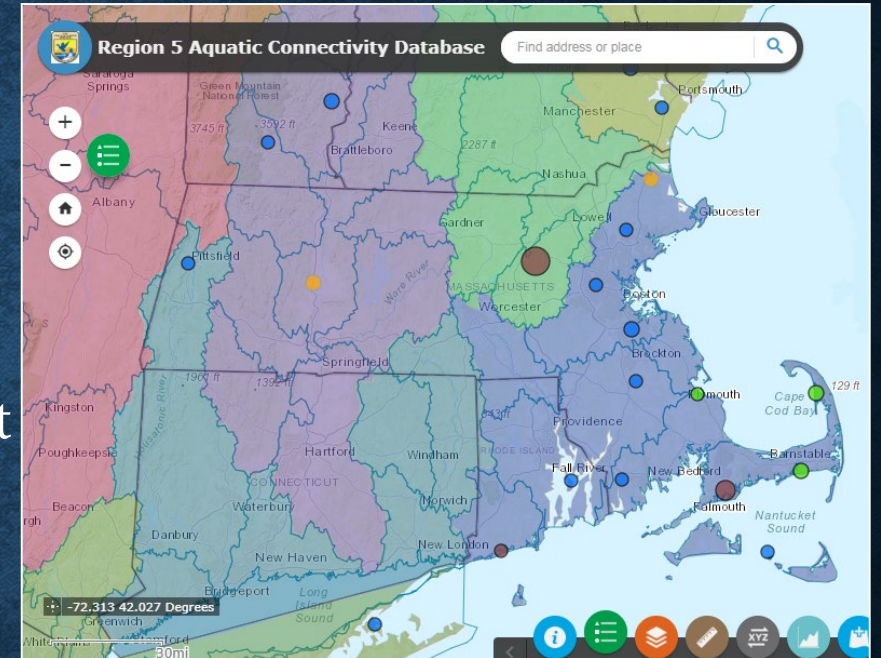 Region 5 Aquatic Connectivity Database
Find address or place
Saratoga
Springs
Green Mountain
National Forest
Portsmouth
Manchester
3745 ft
3592 ft
Keene
2287 ft
Brattleboro
Nashua
Albany
Gardner
Lowell
Gloucester
Pittsfield
Ware River
MASSACHUSETTS
Boston
Worcester
Springfield
Brockton
1961 ft
1392 ft
129 ft
Cape
Cod Bay
Kingston
t
Housatonic River
Providence
Poughkeepsie
Hartford
Windham
RHODE ISLAND
Barnstable
Fall River
New Bedford
CONNECTICUT
Beacon
Waterbury
Norwich
Falmouth
Nantucket
Sound
Danbury
New London
New Haven
Bridgeport
Long
Island
Sound
-72.313 42.027 Degrees
Greenwich
30mi
XYZ